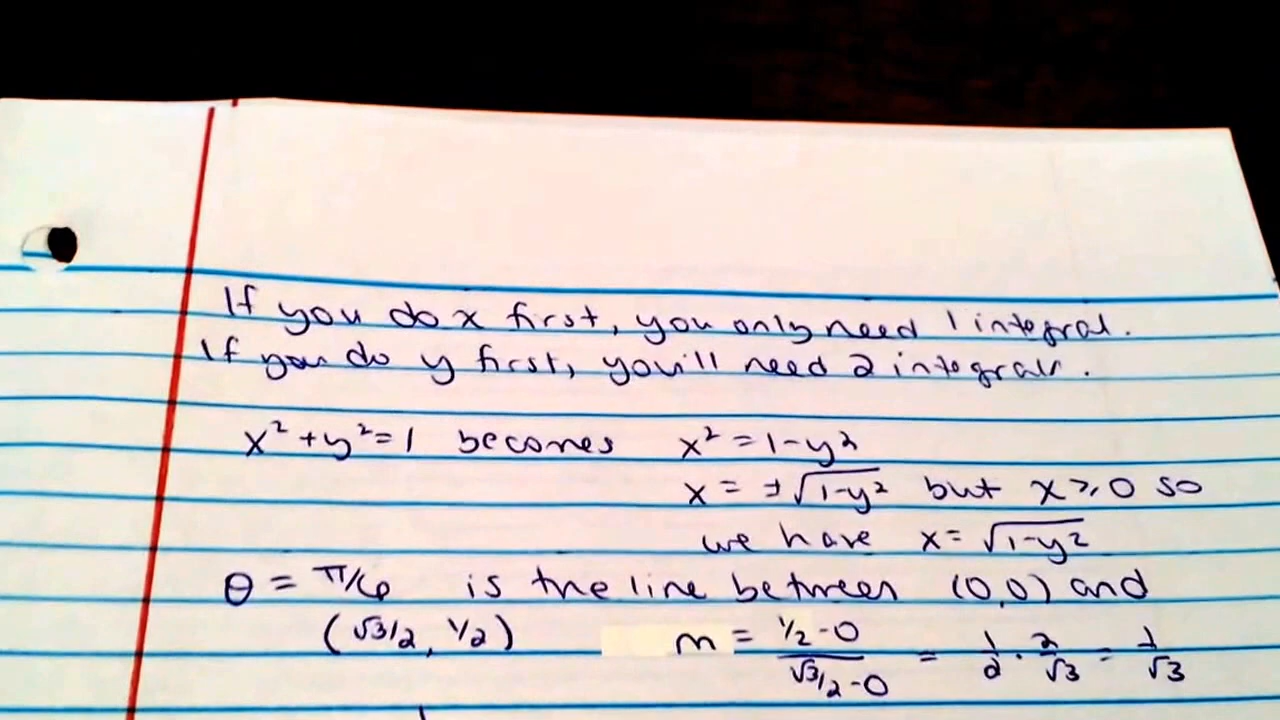 If you do x first, you only need 1 integral.
If you do y first, you'll need 2 integrals.
x² + y² = 1 becomes x² = 1-y²
x = ±√(1-y²) but x ≥ 0 so
we have x = √(1-y²)
θ = π/6 is the line between (0,0) and
(√3/2, 1/2) m = (1/2 - 0)/(√3/2 - 0) = 1/2 · 2/√3 = 1/√3